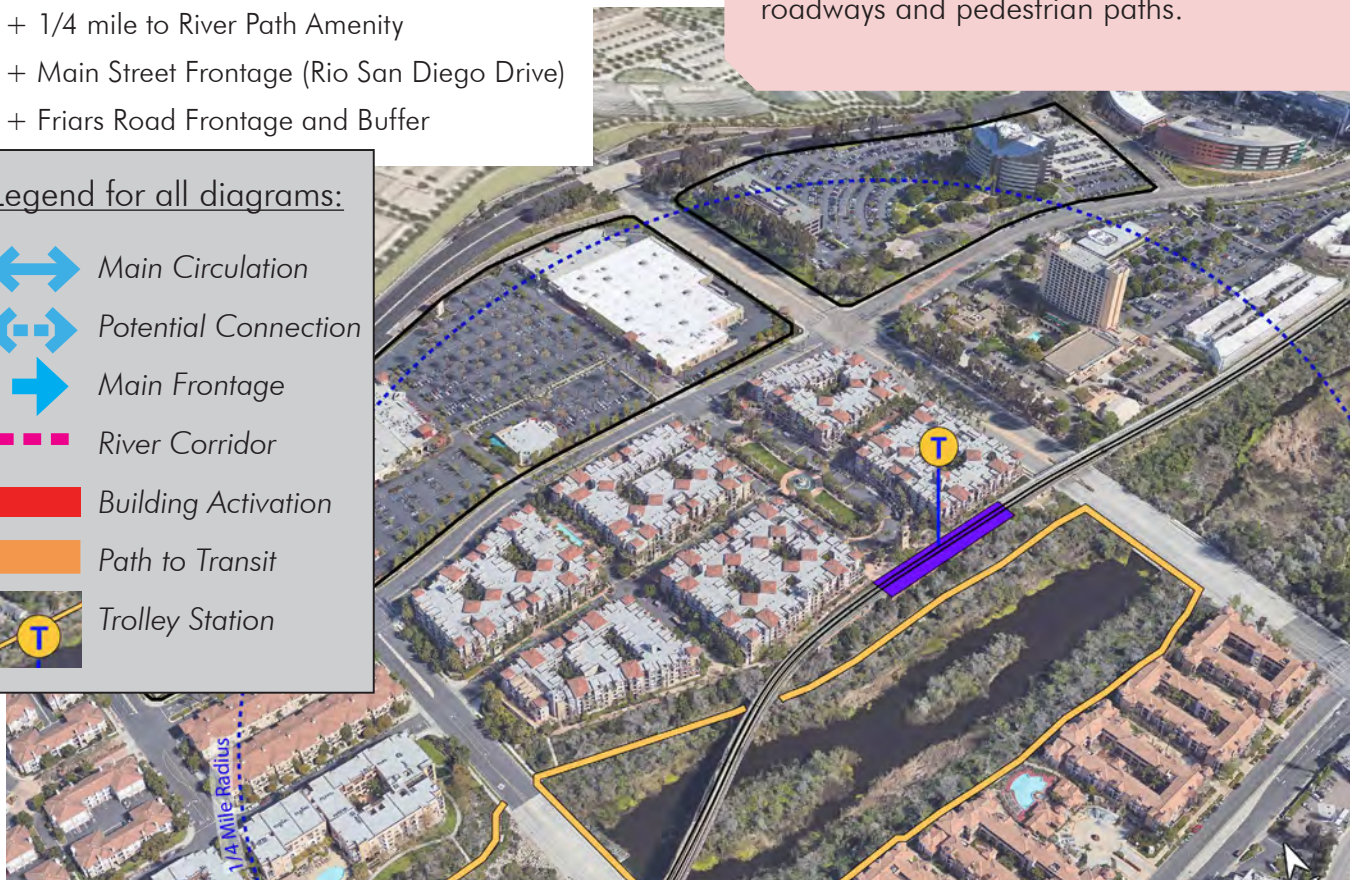 + 1/4 mile to River Path Amenity
+ Main Street Frontage (Rio San Diego Drive)
+ Friars Road Frontage and Buffer
roadways and pedestrian paths.
Legend for all diagrams:
Main Circulation
Potential Connection
Main Frontage
River Corridor
Building Activation
Path to Transit
T
Trolley Station
T
1/4 Mile Radius